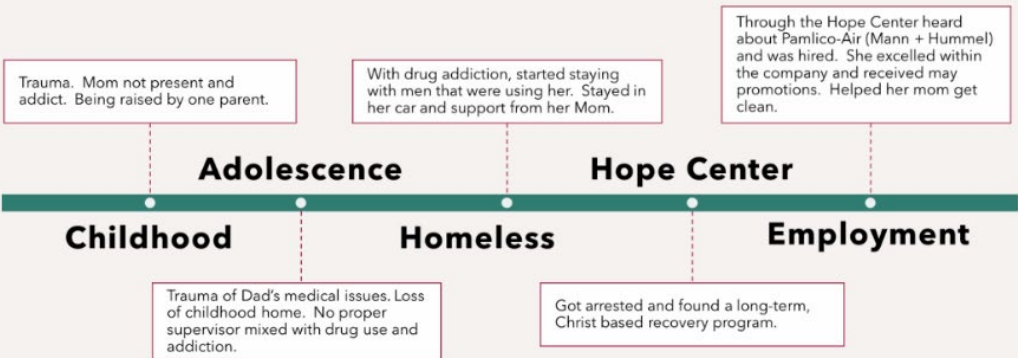 Through the Hope Center heard
about Pamlico-Air (Mann + Hummel)
and was hired. She excelled within
the company and received may
promotions. Helped her mom get
clean.
Trauma. Mom not present and
addict. Being raised by one parent.
With drug addiction, started staying
with men that were using her. Stayed in
her car and support from her Mom.
Adolescence
Hope Center
Childhood
Homeless
Employment
Trauma of Dad's medical issues. Loss
of childhood home. No proper
supervisor mixed with drug use and
addiction.
Got arrested and found a long-term,
Christ based recovery program.